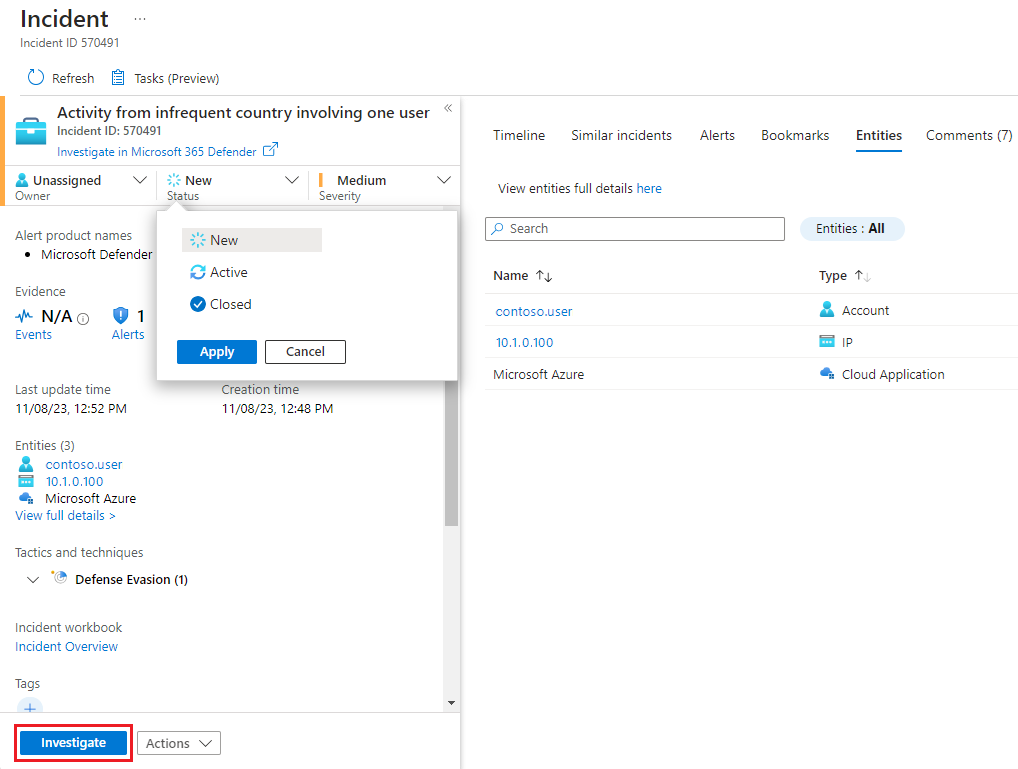 Incident ...
Incident ID 570491
Refresh Tasks (Preview)
Activity from infrequent country involving one user «
Incident ID: 570491
Investigate in Microsoft 365 Defender
Unassigned New Medium
Owner Status Severity
New
Active
Closed
Apply Cancel
Alert product names
• Microsoft Defender
Evidence
N/A 1
Events Alerts
Last update time Creation time
11/08/23, 12:52 PM 11/08/23, 12:48 PM
Entities (3)
contoso.user
10.1.0.100
Microsoft Azure
View full details >
Tactics and techniques
Defense Evasion (1)
Incident workbook
Incident Overview
Tags
+
Investigate Actions
Timeline Similar incidents Alerts Bookmarks Entities Comments (7)
View entities full details here
Search Entities : All
Name ↑↓ Type ↑↓
contoso.user Account
10.1.0.100 IP
Microsoft Azure Cloud Application